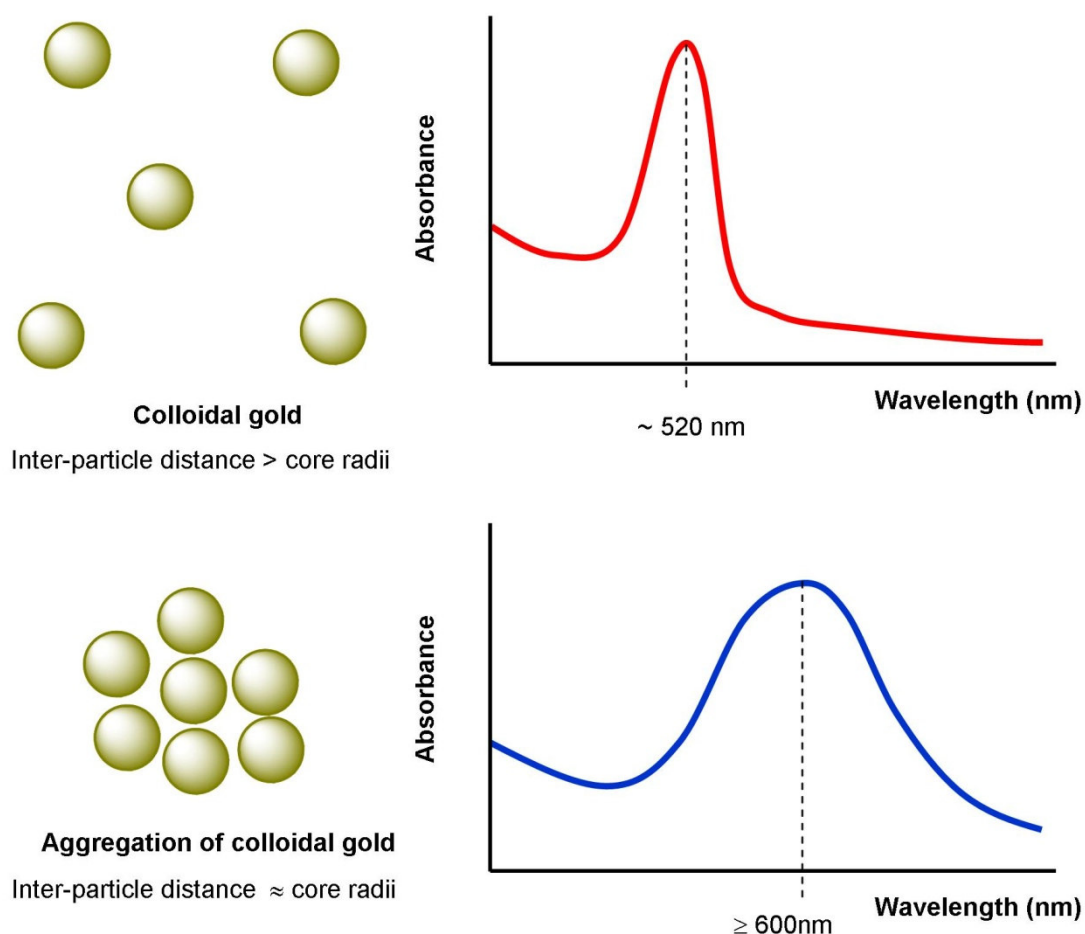 Absorbance
Wavelength (nm)
~ 520 nm
Colloidal gold
Inter-particle distance > core radii
Absorbance
Wavelength (nm)
≥ 600nm
Aggregation of colloidal gold
Inter-particle distance ≈ core radii